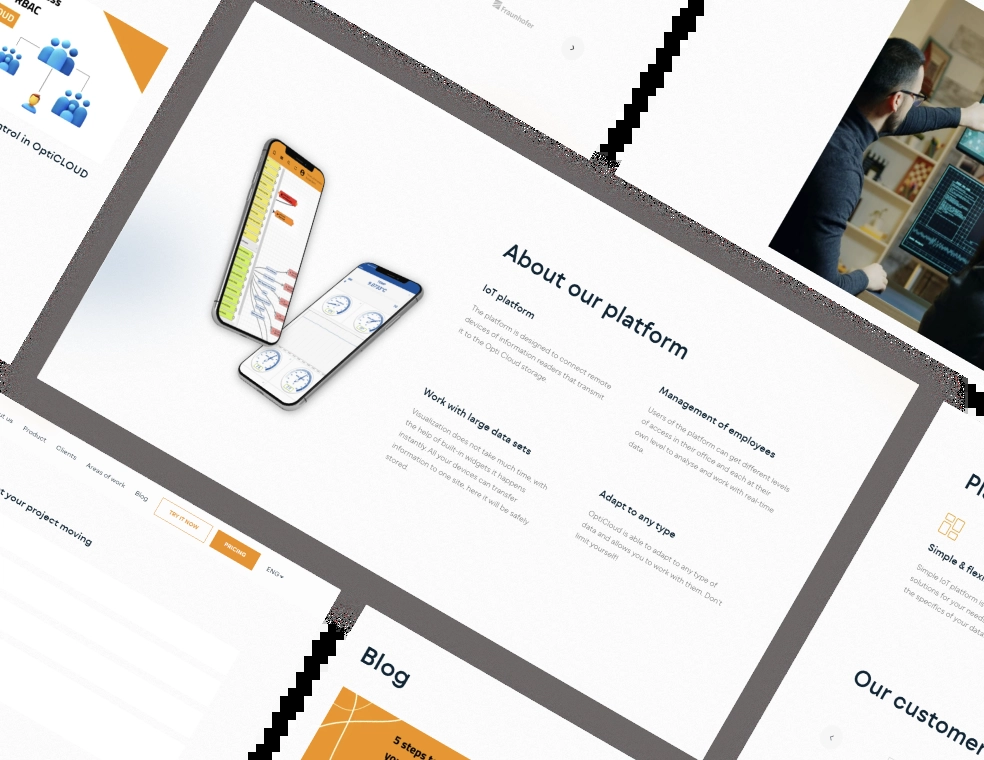 RBAC
Control in OptiCLOUD
Fraunhofer
About our platform
IoT platform
The platform is designed to connect remote
devices of information readers that transmit
it to the Opti Cloud storage
Work with large data sets
Visualization does not take much time, with
the help of built-in widgets it happens
instantly. All your devices can transfer
information to one site, here it will be safely
stored
Management of employees
Users of the platform can get different levels
of access in their office and each at their
own level to analyse and work with real-time
data
Adapt to any type
OptiCloud is able to adapt to any type of
data and allows you to work with them. Don't
limit yourself!
us
Product
Clients
Areas of work
Blog
TRY IT NOW
PRICING
ENG
your project moving
Blog
5 steps
Simple &
Simple IoT platform is
solutions for your
the specifics of your data
Our